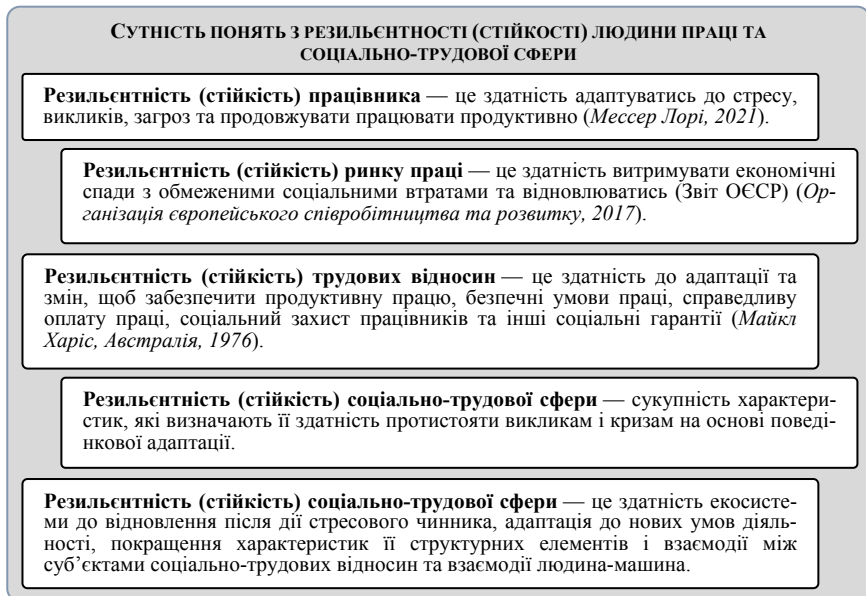 СУТНІСТЬ ПОНЯТЬ З РЕЗИЛЬЄНТНОСТІ (СТІЙКОСТІ) ЛЮДИНИ ПРАЦІ ТА
СОЦІАЛЬНО-ТРУДОВОЇ СФЕРИ
Резильєнтність (стійкість) працівника — це здатність адаптуватись до стресу,
викликів, загроз та продовжувати працювати продуктивно (Мессер Лорі, 2021).
Резильєнтність (стійкість) ринку праці — це здатність витримувати економічні
спади з обмеженими соціальними втратами та відновлюватись (Звіт ОЄСР) (Ор-
ганізація європейського співробітництва та розвитку, 2017).
Резильєнтність (стійкість) трудових відносин — це здатність до адаптації та
змін, щоб забезпечити продуктивну працю, безпечні умови праці, справедливу
оплату праці, соціальний захист працівників та інші соціальні гарантії (Майкл
Харіс, Австралія, 1976).
Резильєнтність (стійкість) соціально-трудової сфери — сукупність характери-
стик, які визначають її здатність протистояти викликам і кризам на основі поведі-
нкової адаптації.
Резильєнтність (стійкість) соціально-трудової сфери — це здатність екосисте-
ми до відновлення після дії стресового чинника, адаптація до нових умов діяль-
ності, покращення характеристик її структурних елементів і взаємодії між
суб’єктами соціально-трудових відносин та взаємодії людина-машина.